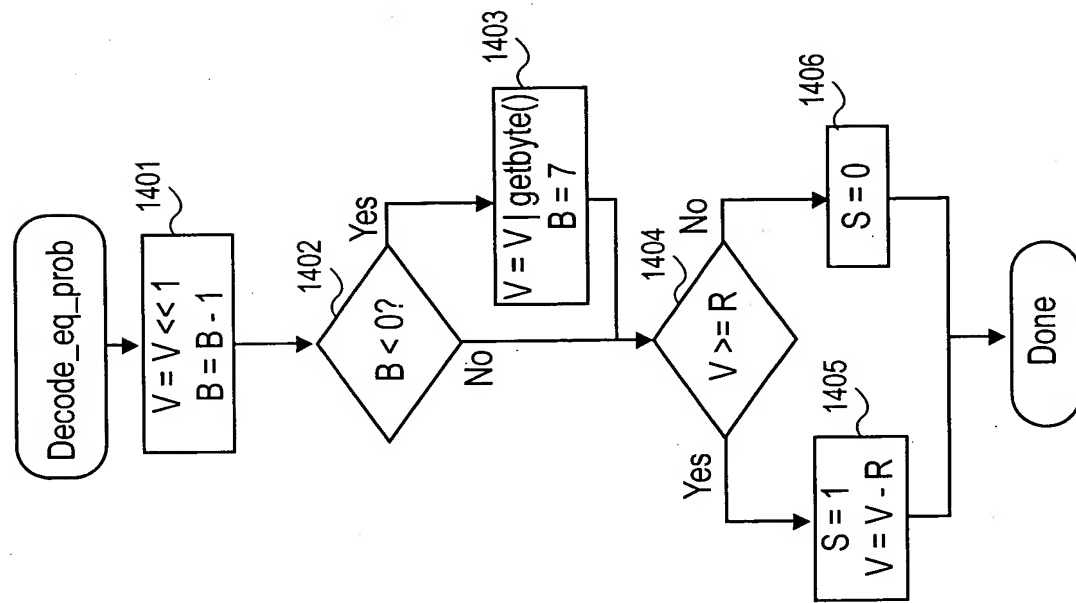 Decode_eq_prob
1401
V = V << 1
B = B - 1
1402
B < 0?
Yes
No
1403
V = V | getbyte()
B = 7
1404
V >= R
Yes
No
1405
S = 1
V = V - R
1406
S = 0
Done